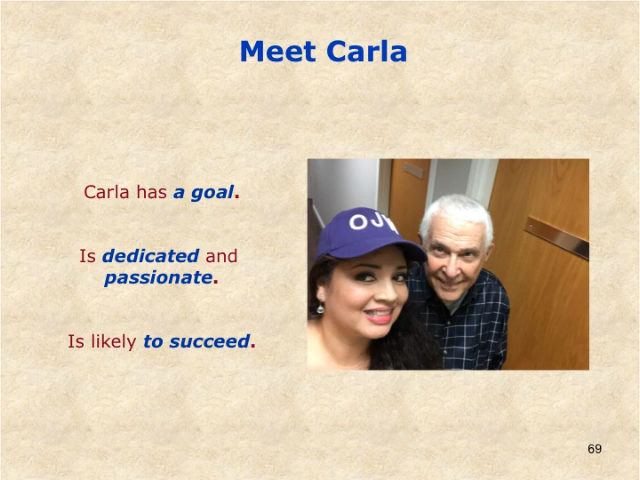 Meet Carla
Carla has a goal.
Is dedicated and
passionate.
Is likely to succeed.
69